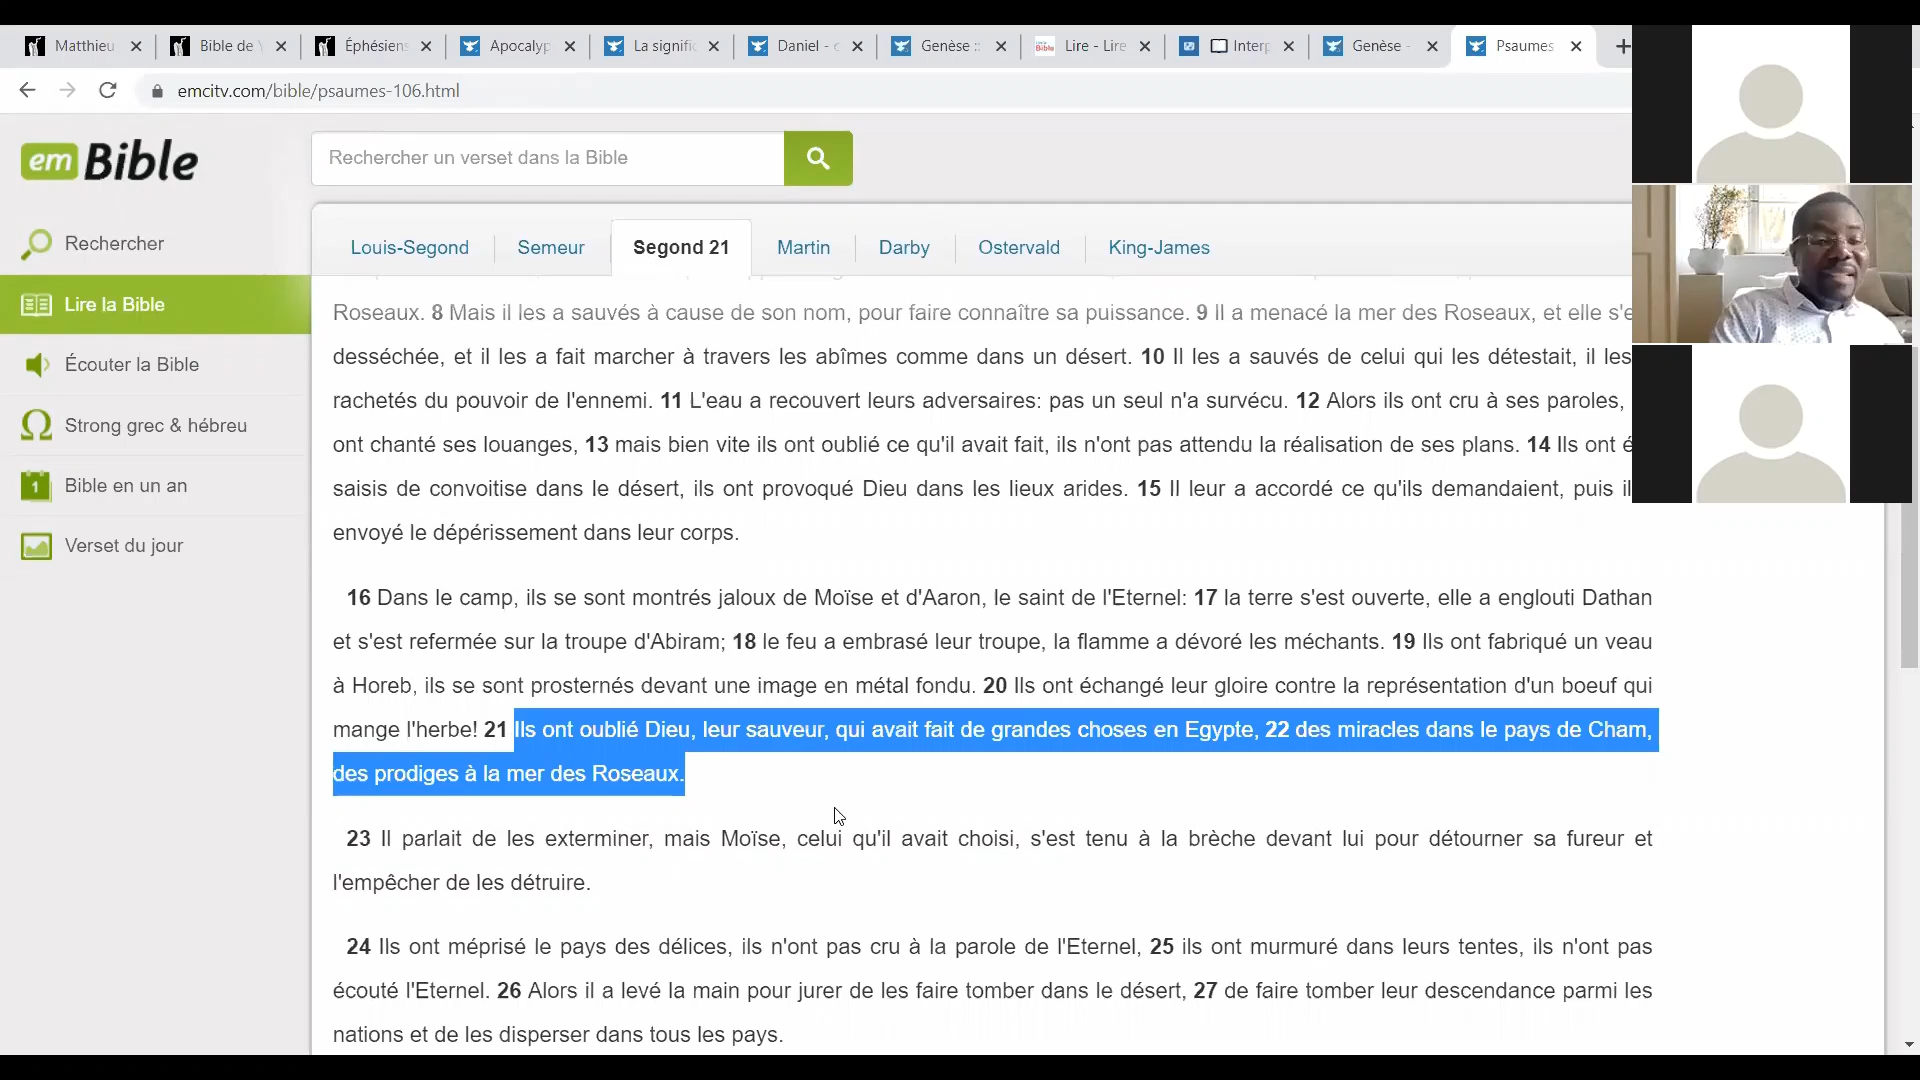 Matthieu
Bible de
Éphésiens
Apocalyp
La signifi
Daniel -
Genèse
Lire - Lire
Interp
Genèse -
Psaumes
emcitv.com/bible/psaumes-106.html
em Bible
Rechercher un verset dans la Bible
Rechercher
Lire la Bible
Écouter la Bible
Strong grec & hébreu
1 Bible en un an
Verset du jour
Louis-Segond Semeur Segond 21 Martin Darby Ostervald King-James
Roseaux. 8 Mais il les a sauvés à cause de son nom, pour faire connaître sa puissance. 9 Il a menacé la mer des Roseaux, et elle s'e
desséchée, et il les a fait marcher à travers les abîmes comme dans un désert. 10 Il les a sauvés de celui qui les détestait, il les
rachetés du pouvoir de l'ennemi. 11 L'eau a recouvert leurs adversaires: pas un seul n'a survécu. 12 Alors ils ont cru à ses paroles,
ont chanté ses louanges, 13 mais bien vite ils ont oublié ce qu'il avait fait, ils n'ont pas attendu la réalisation de ses plans. 14 Ils ont é
saisis de convoitise dans le désert, ils ont provoqué Dieu dans les lieux arides. 15 Il leur a accordé ce qu'ils demandaient, puis il
envoyé le dépérissement dans leur corps.
16 Dans le camp, ils se sont montrés jaloux de Moïse et d'Aaron, le saint de l'Eternel: 17 la terre s'est ouverte, elle a englouti Dathan
et s'est refermée sur la troupe d'Abiram; 18 le feu a embrasé leur troupe, la flamme a dévoré les méchants. 19 Ils ont fabriqué un veau
à Horeb, ils se sont prosternés devant une image en métal fondu. 20 Ils ont échangé leur gloire contre la représentation d'un boeuf qui
mange l'herbe! 21 Ils ont oublié Dieu, leur sauveur, qui avait fait de grandes choses en Egypte, 22 des miracles dans le pays de Cham,
des prodiges à la mer des Roseaux.
23 Il parlait de les exterminer, mais Moïse, celui qu'il avait choisi, s'est tenu à la brèche devant lui pour détourner sa fureur et
l'empêcher de les détruire.
24 Ils ont méprisé le pays des délices, ils n'ont pas cru à la parole de l'Eternel, 25 ils ont murmuré dans leurs tentes, ils n'ont pas
écouté l'Eternel. 26 Alors il a levé la main pour jurer de les faire tomber dans le désert, 27 de faire tomber leur descendance parmi les
nations et de les disperser dans tous les pays.